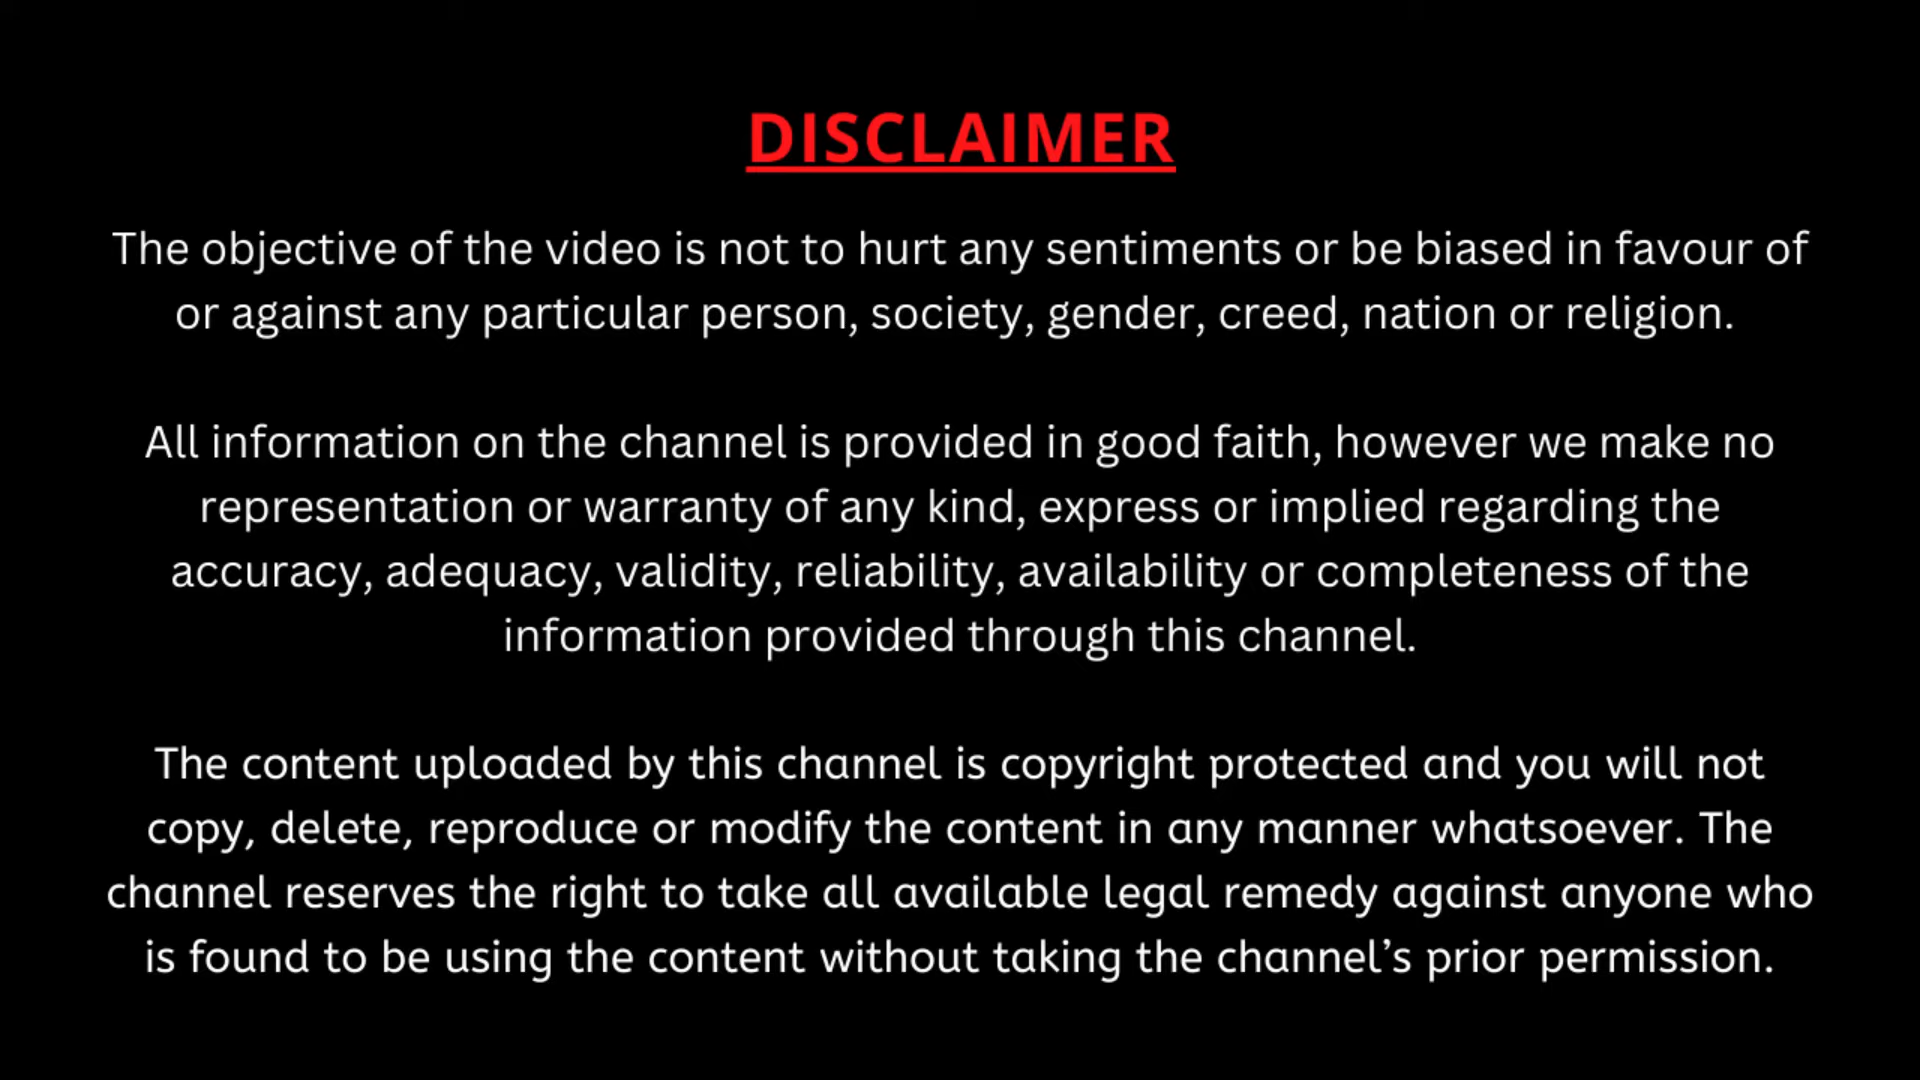 DISCLAIMER
The objective of the video is not to hurt any sentiments or be biased in favour of
or against any particular person, society, gender, creed, nation or religion.
All information on the channel is provided in good faith, however we make no
representation or warranty of any kind, express or implied regarding the
accuracy, adequacy, validity, reliability, availability or completeness of the
information provided through this channel.
The content uploaded by this channel is copyright protected and you will not
copy, delete, reproduce or modify the content in any manner whatsoever. The
channel reserves the right to take all available legal remedy against anyone who
is found to be using the content without taking the channel’s prior permission.